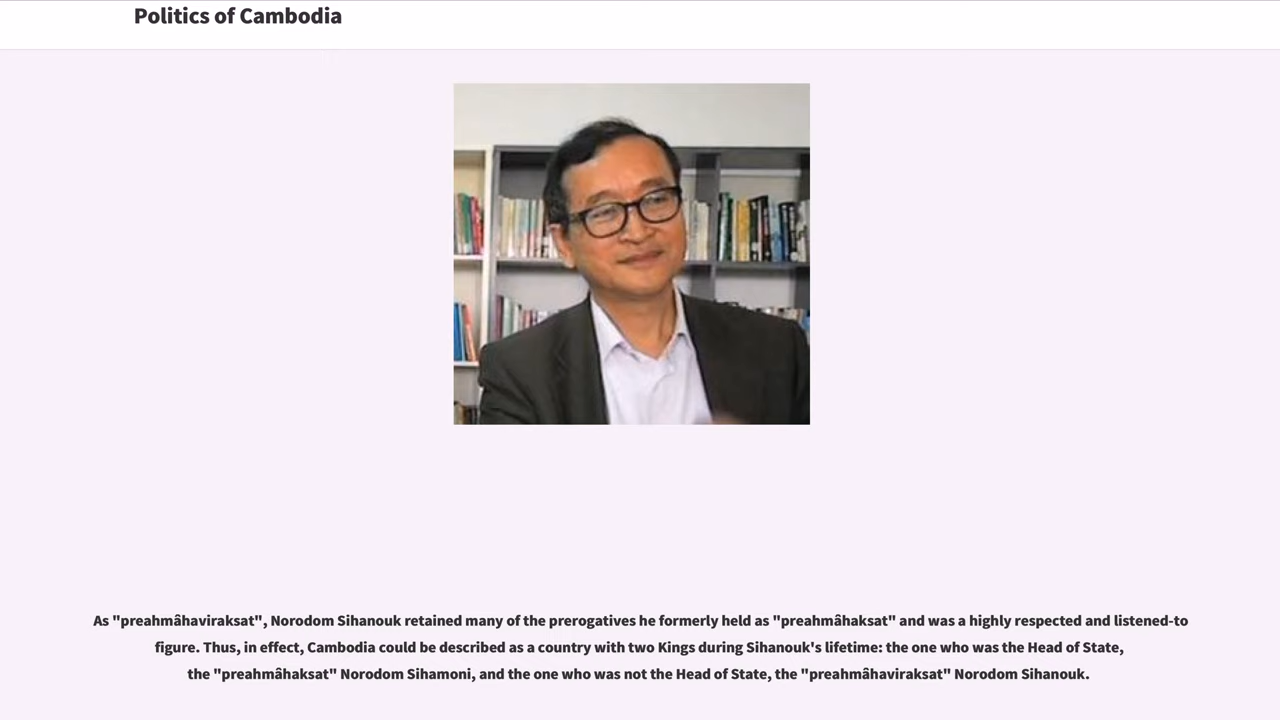 Politics of Cambodia
As "preahmâhaviraksat", Norodom Sihanouk retained many of the prerogatives he formerly held as "preahmâhaksat" and was a highly respected and listened-to
figure. Thus, in effect, Cambodia could be described as a country with two Kings during Sihanouk's lifetime: the one who was the Head of State,
the "preahmâhaksat" Norodom Sihamoni, and the one who was not the Head of State, the "preahmâhaviraksat" Norodom Sihanouk.